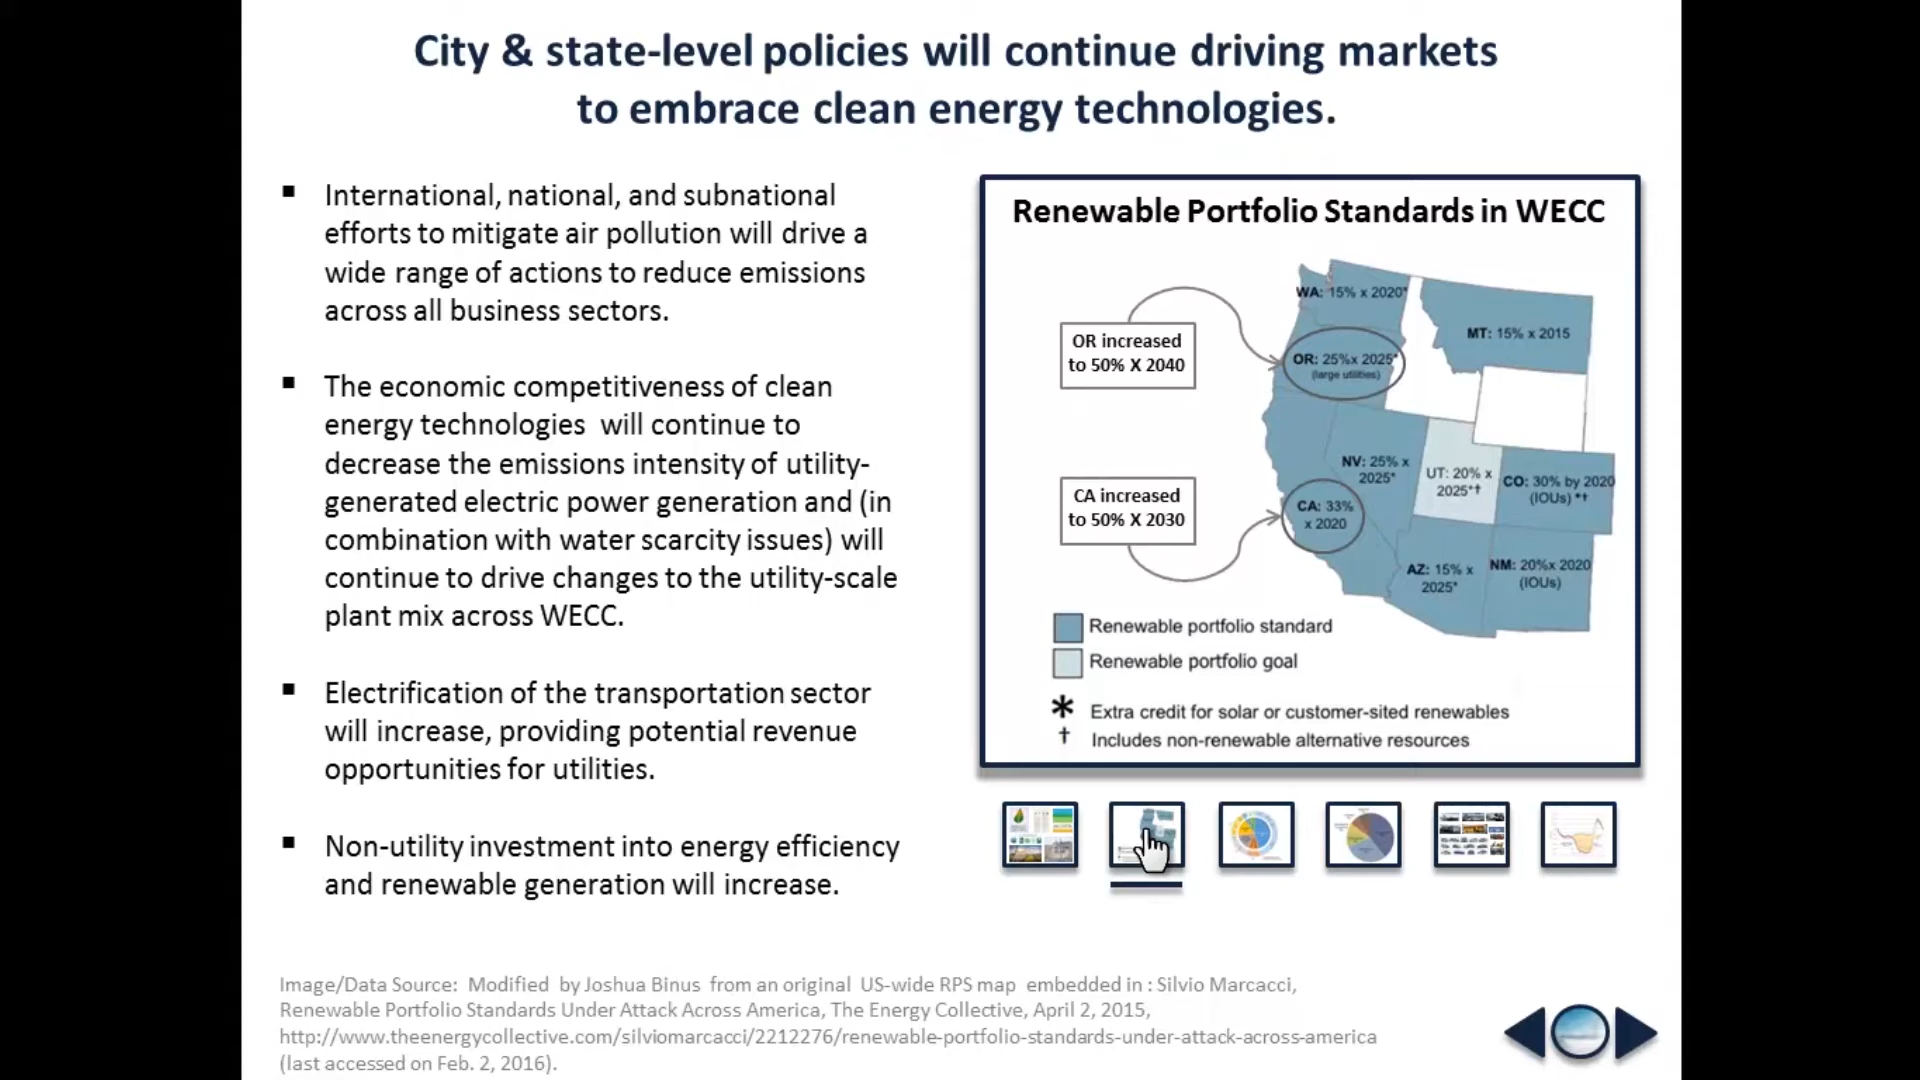 City & state-level policies will continue driving markets
to embrace clean energy technologies.
▪ International, national, and subnational
efforts to mitigate air pollution will drive a
wide range of actions to reduce emissions
across all business sectors.
▪ The economic competitiveness of clean
energy technologies will continue to
decrease the emissions intensity of utility-
generated electric power generation and (in
combination with water scarcity issues) will
continue to drive changes to the utility-scale
plant mix across WECC.
▪ Electrification of the transportation sector
will increase, providing potential revenue
opportunities for utilities.
▪ Non-utility investment into energy efficiency
and renewable generation will increase.
Renewable Portfolio Standards in WECC
WA: 15% x 2020*
MT: 15% x 2015
OR increased
to 50% X 2040
OR: 25%x 2025*
(large utilities)
NV: 25% x
2025*
UT: 20% x
2025*†
CO: 30% by 2020
(IOUs) *†
CA increased
to 50% X 2030
CA: 33%
x 2020
AZ: 15% x
2025*
NM: 20%x 2020
(IOUs)
Renewable portfolio standard
Renewable portfolio goal
* Extra credit for solar or customer-sited renewables
† Includes non-renewable alternative resources
Image/Data Source: Modified by Joshua Binus from an original US-wide RPS map embedded in : Silvio Marcacci,
Renewable Portfolio Standards Under Attack Across America, The Energy Collective, April 2, 2015,
http://www.theenergycollective.com/silviomarcacci/2212276/renewable-portfolio-standards-under-attack-across-america
(last accessed on Feb. 2, 2016).